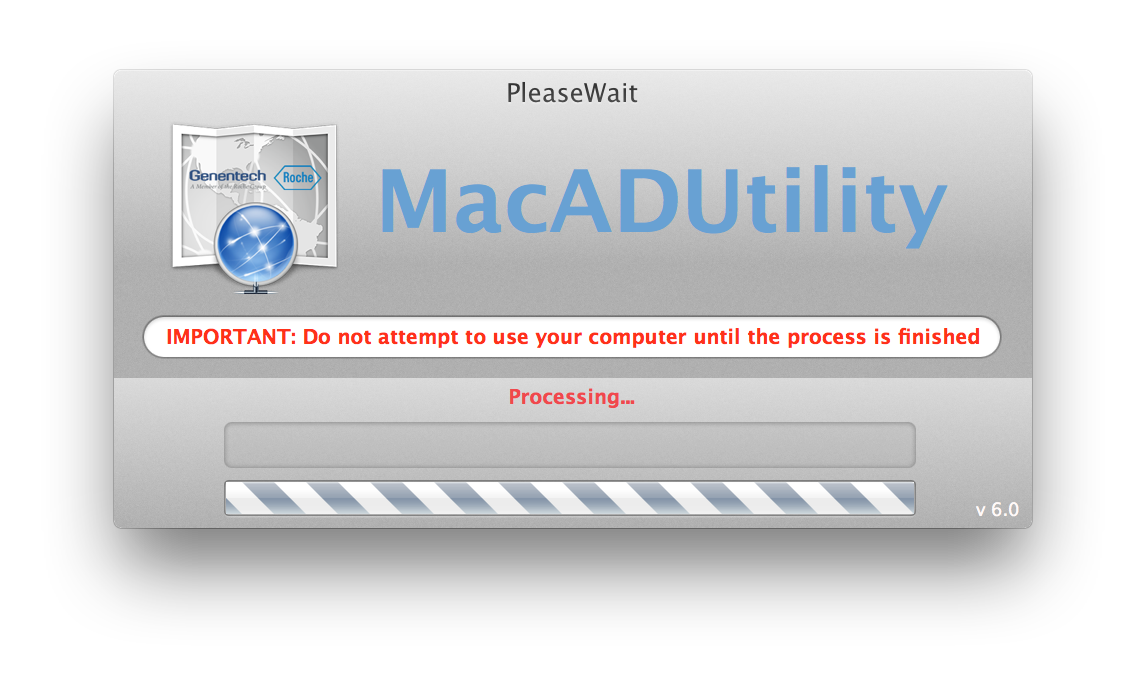 PleaseWait
Genentech
A Member of the Roche Group
Roche
MacADUtility
IMPORTANT: Do not attempt to use your computer until the process is finished
Processing...
v 6.0